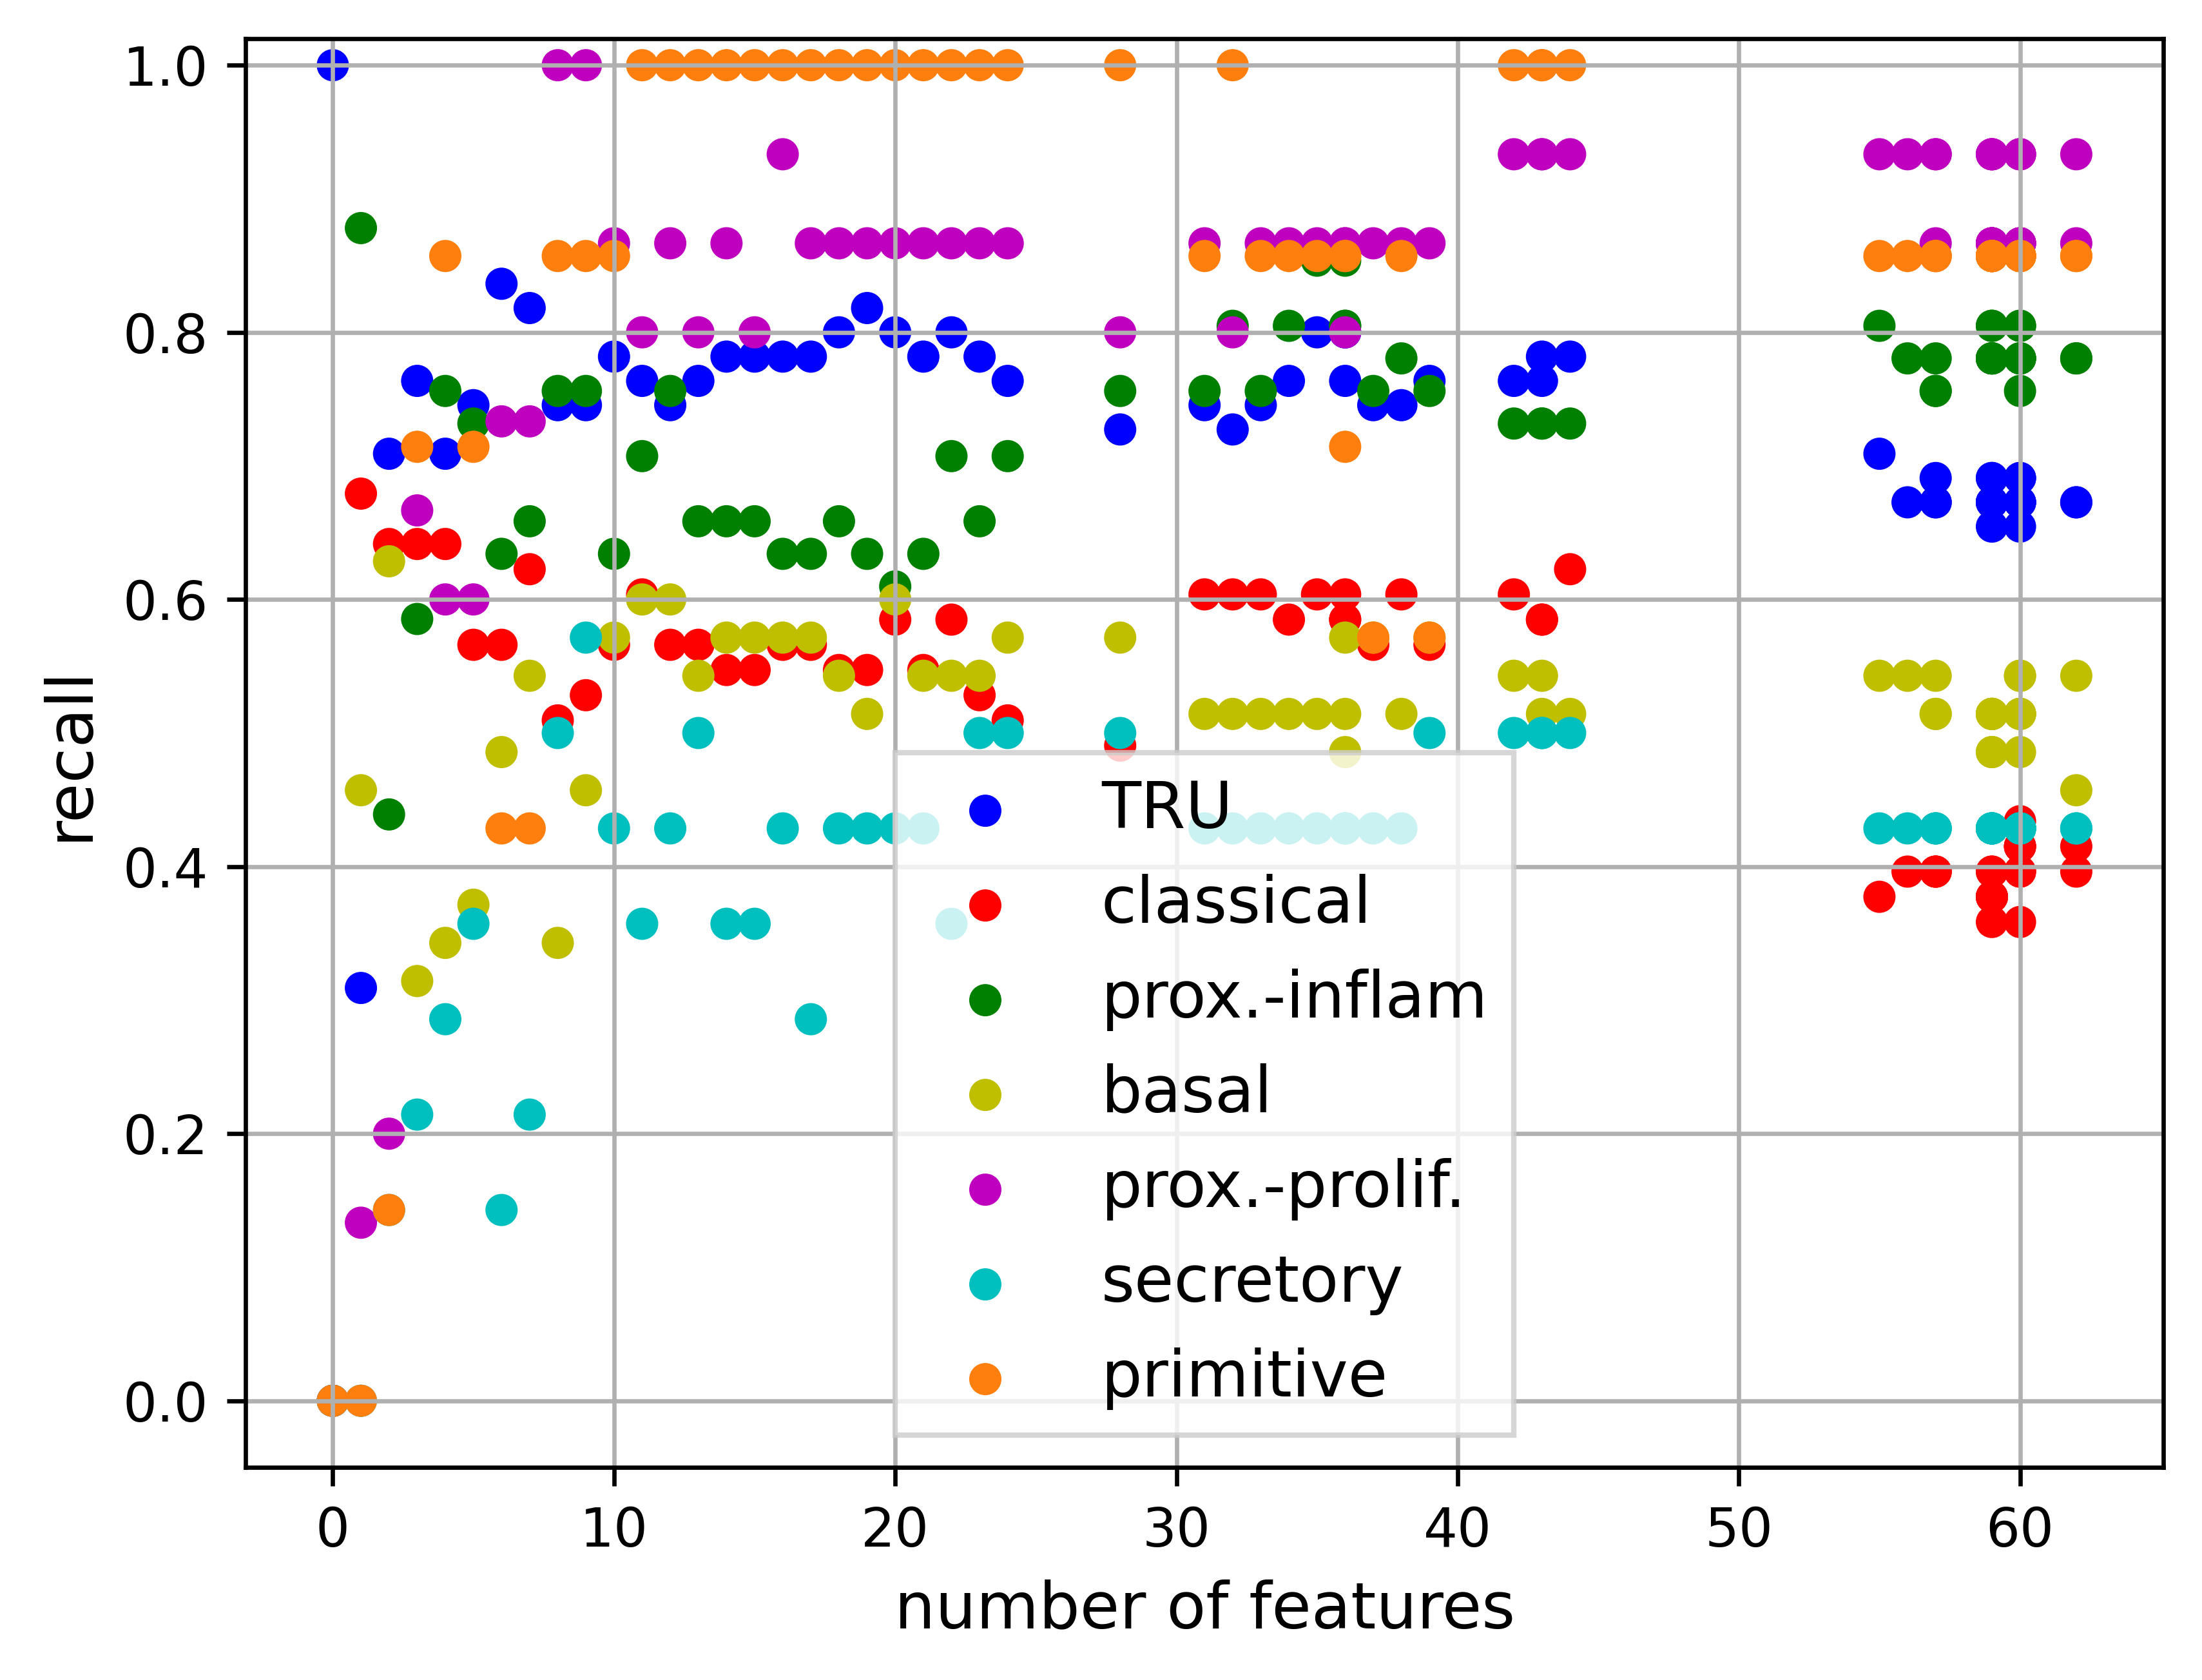 1.0
0.8
0.6
0.4
0.2
0.0
recall
TRU
classical
prox.-inflam
basal
prox.-prolif.
secretory
primitive
0 10 20 30 40 50 60
number of features